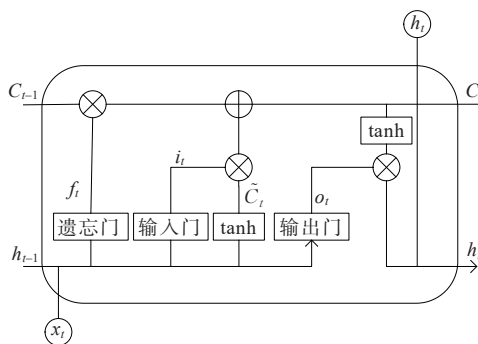 h_t
C_{t-1}
C
tanh
i_t
f_t
C̃_t
o_t
遗忘门
输入门
tanh
输出门
h_{t-1}
h
x_t